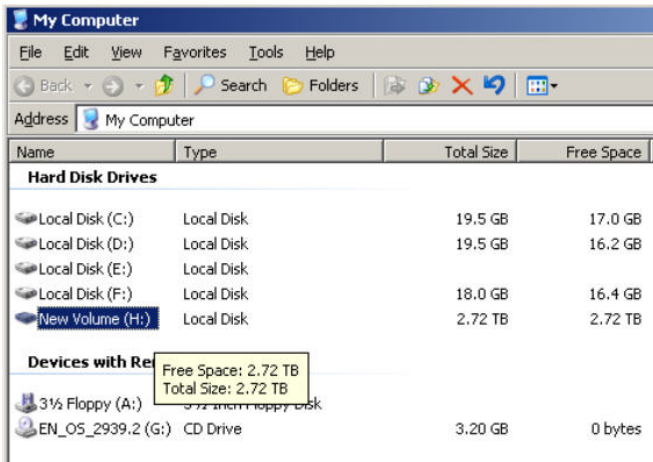 My Computer
File Edit View Favorites Tools Help
Back Search Folders
Address My Computer
Name Type Total Size Free Space
Hard Disk Drives
Local Disk (C:) Local Disk 19.5 GB 17.0 GB
Local Disk (D:) Local Disk 19.5 GB 16.2 GB
Local Disk (E:) Local Disk
Local Disk (F:) Local Disk 18.0 GB 16.4 GB
New Volume (H:) Local Disk 2.72 TB 2.72 TB
Devices with
Free Space: 2.72 TB
Total Size: 2.72 TB
3½ Floppy (A:) Floppy Disk
EN_OS_2939.2 (G:) CD Drive 3.20 GB 0 bytes